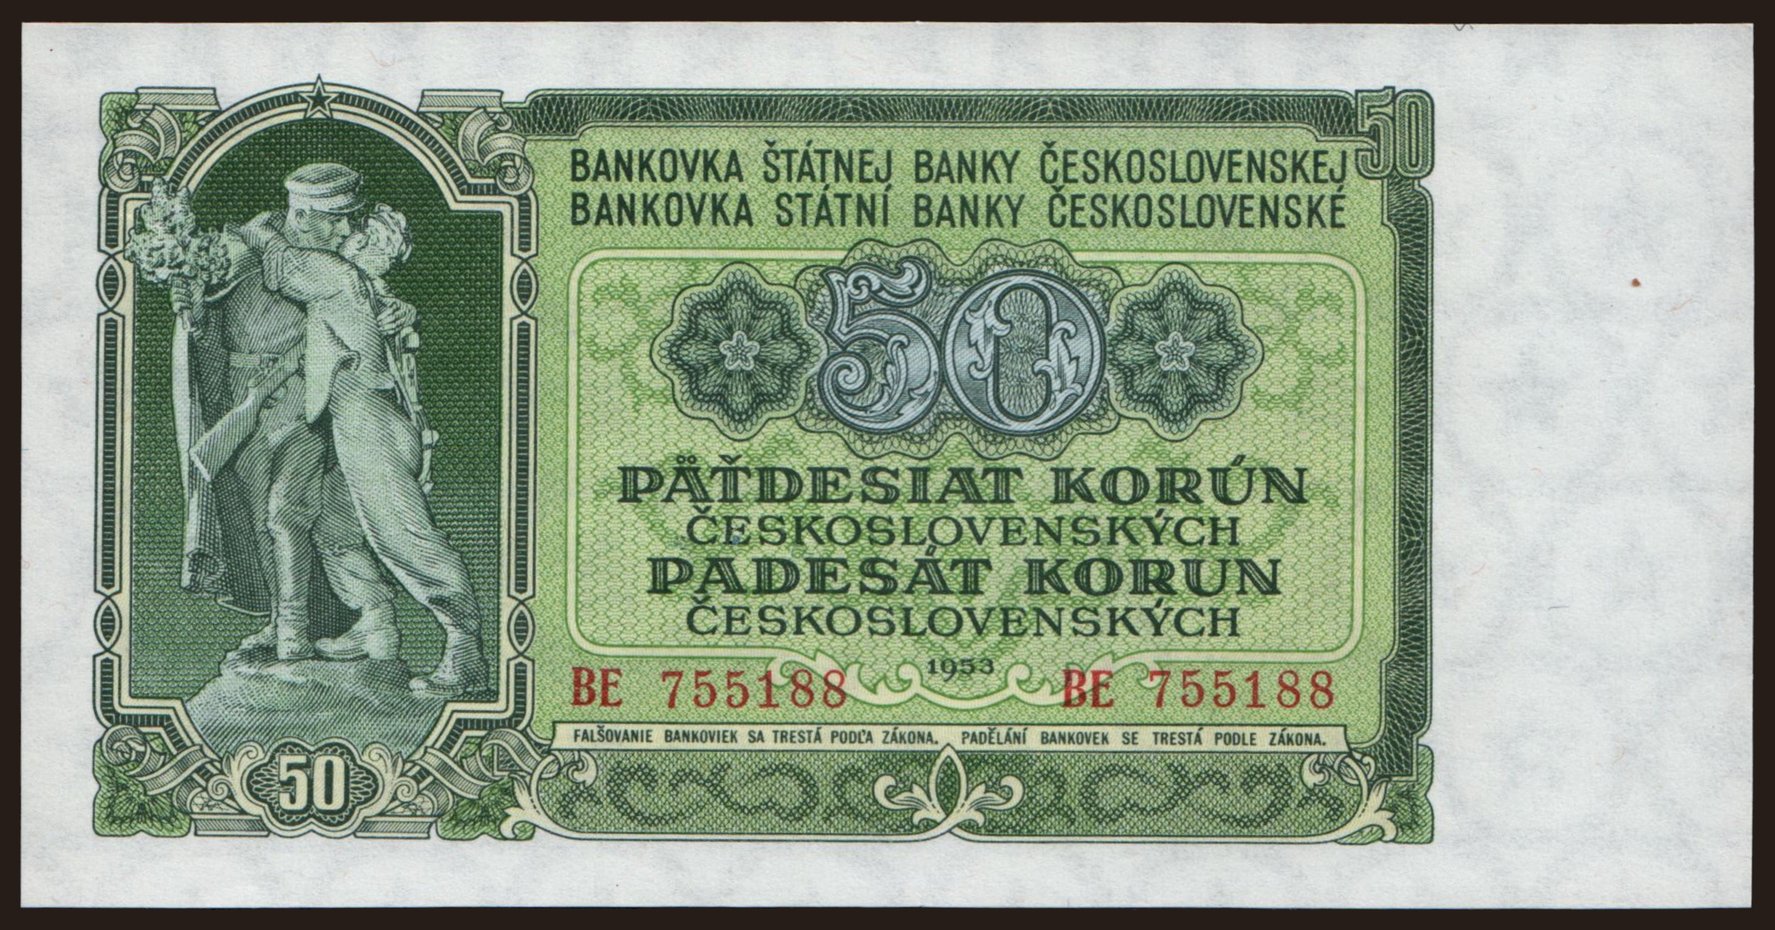 50
BANKOVKA ŠTÁTNEJ BANKY ČESKOSLOVENSKEJ
BANKOVKA STÁTNÍ BANKY ČESKOSLOVENSKÉ
50
PÄŤDESIAT KORÚN
ČESKOSLOVENSKÝCH
PADESÁT KORUN
ČESKOSLOVENSKÝCH
1953
BE 755188 BE 755188
FALŠOVANIE BANKOVIEK SA TRESTÁ PODĽA ZÁKONA. PADĚLÁNÍ BANKOVEK SE TRESTÁ PODLE ZÁKONA.
50